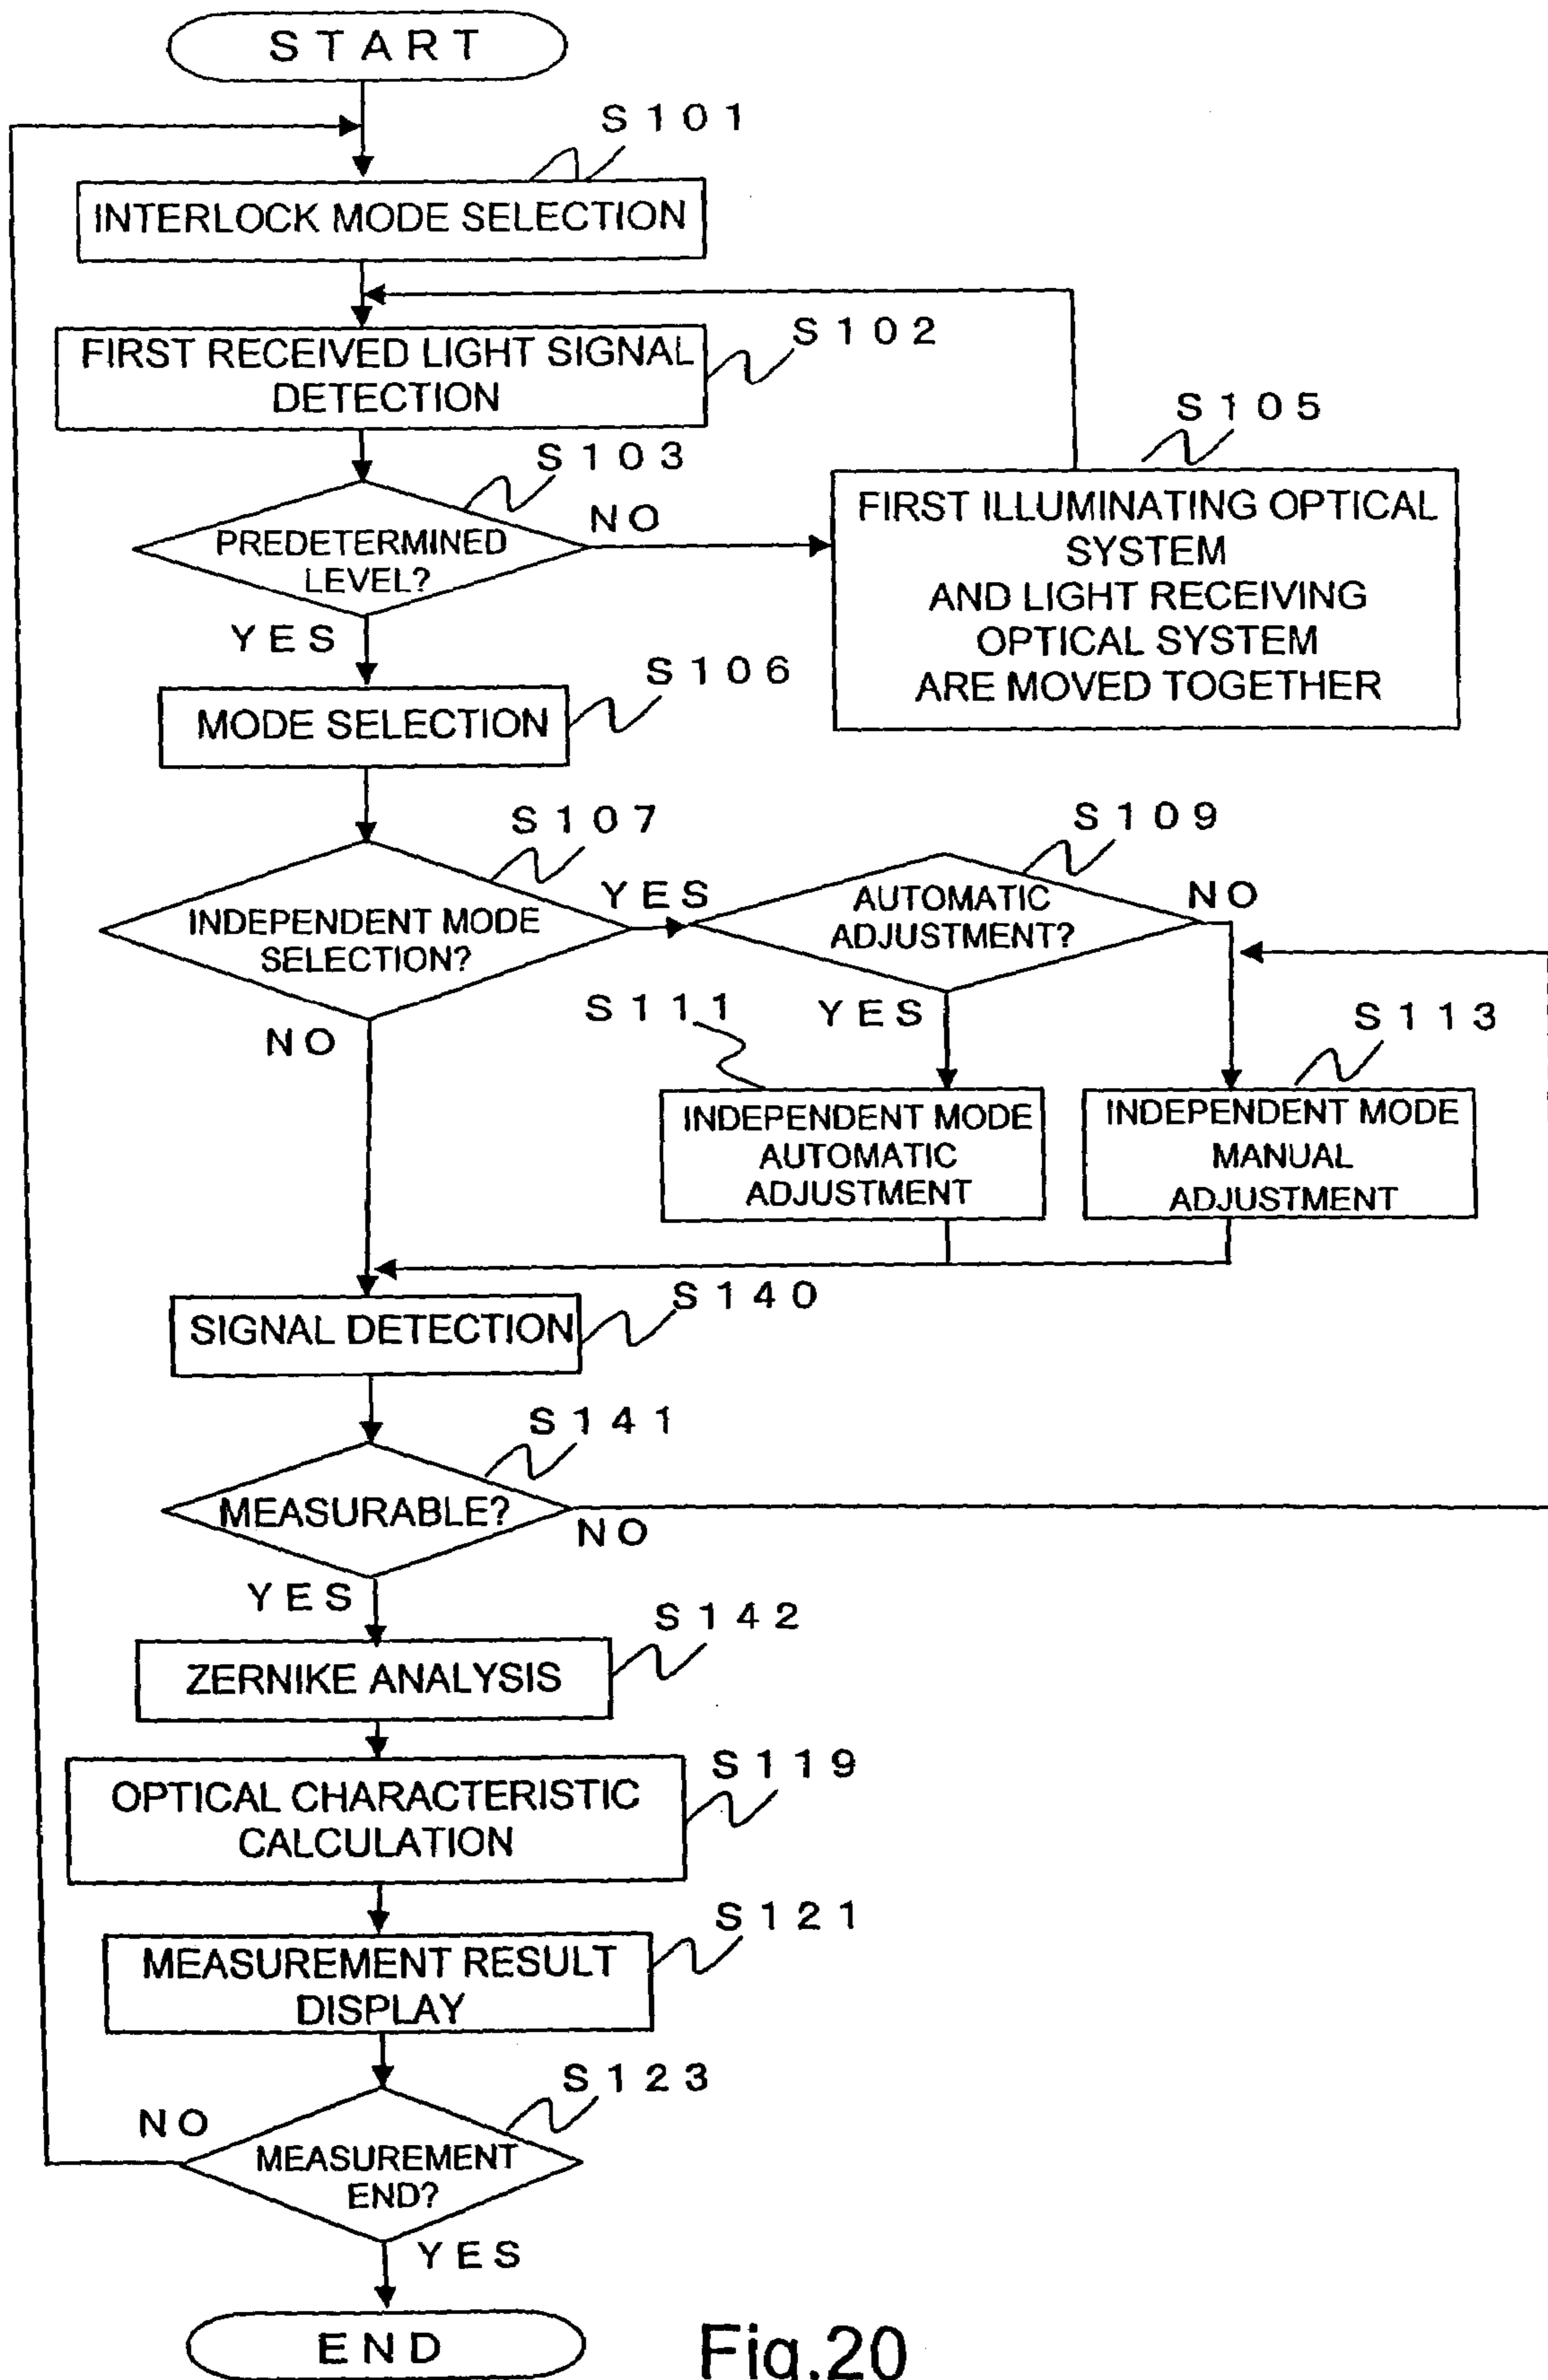 START
S101
INTERLOCK MODE SELECTION
S102
FIRST RECEIVED LIGHT SIGNAL
DETECTION
S103
PREDETERMINED
LEVEL?
NO
YES
S105
FIRST ILLUMINATING OPTICAL
SYSTEM
AND LIGHT RECEIVING
OPTICAL SYSTEM
ARE MOVED TOGETHER
S106
MODE SELECTION
S107
INDEPENDENT MODE
SELECTION?
YES
NO
S109
AUTOMATIC
ADJUSTMENT?
NO
YES
S111
INDEPENDENT MODE
AUTOMATIC
ADJUSTMENT
S113
INDEPENDENT MODE
MANUAL
ADJUSTMENT
S140
SIGNAL DETECTION
S141
MEASURABLE?
NO
YES
S142
ZERNIKE ANALYSIS
S119
OPTICAL CHARACTERISTIC
CALCULATION
S121
MEASUREMENT RESULT
DISPLAY
S123
NO
MEASUREMENT
END?
YES
END
Fig.20